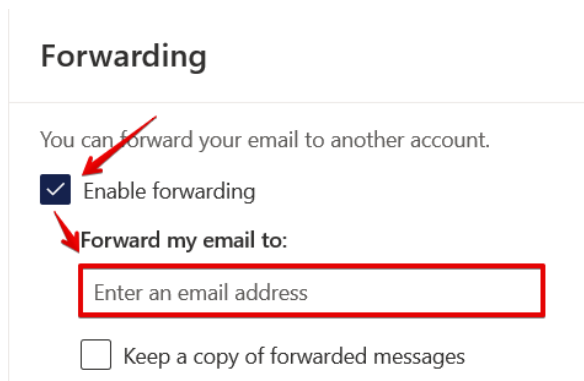 Forwarding
You can forward your email to another account.
Enable forwarding
Forward my email to:
Enter an email address
Keep a copy of forwarded messages